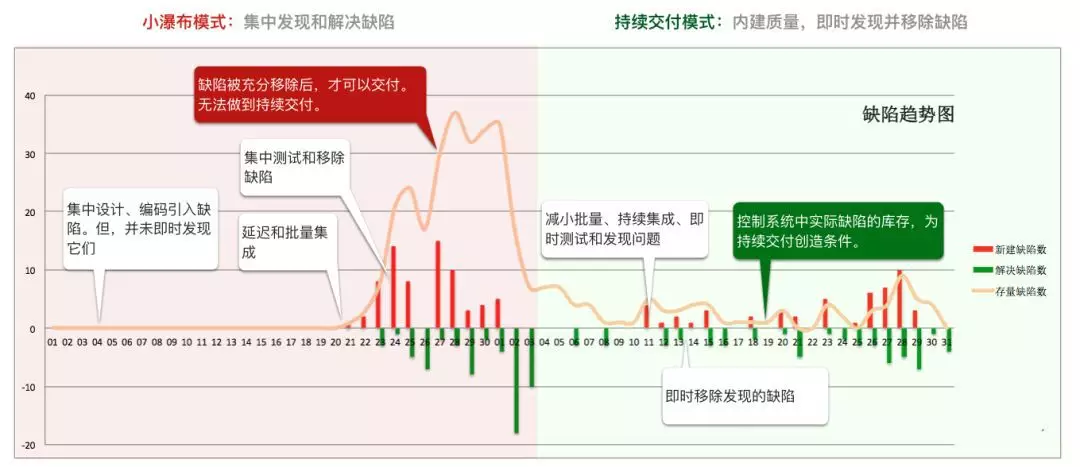 小瀑布模式：集中发现和解决缺陷
持续交付模式：内建质量，即时发现并移除缺陷
缺陷趋势图
缺陷被充分移除后，才可以交付。
无法做到持续交付。
集中测试和移除
缺陷
集中设计、编码引入缺
陷。但，并未即时发现
它们
延迟和批量集
成
减小批量、持续集成、即
时测试和发现问题
控制系统中实际缺陷的库存，为
持续交付创造条件。
即时移除发现的缺陷
新建缺陷数
解决缺陷数
存量缺陷数
40
30
20
10
0
-10
-20
01 02 03 04 05 06 07 08 09 10 11 12 13 14 15 16 17 18 19 20 21 22 23 24 25 26 27 28 29 30 01 02 03 04 05 07 06 08 09 10 11 12 13 14 15 16 17 18 19 20 21 22 23 24 25 26 27 28 29 30 31